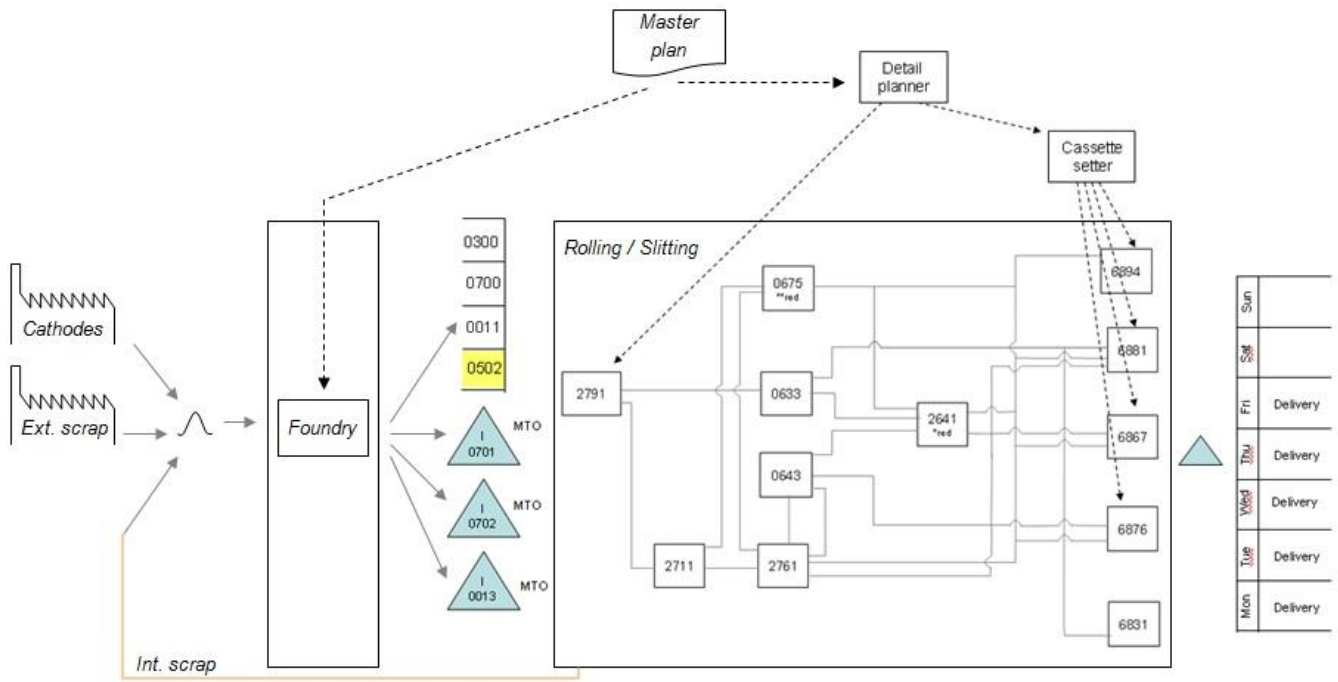 Master
plan
Detail
planner
Cassette
setter
Cathodes
Ext. scrap
Int. scrap
Foundry
0300
0700
0011
0502
I
0701
MTO
I
0702
MTO
I
0013
MTO
Rolling / Slitting
2791
0675
**red
0633
2641
*red
0643
2711
2761
6894
6881
6867
6876
6831
Sun
Sat
Fri
Delivery
Thu
Delivery
Wed
Delivery
Tue
Delivery
Mon
Delivery